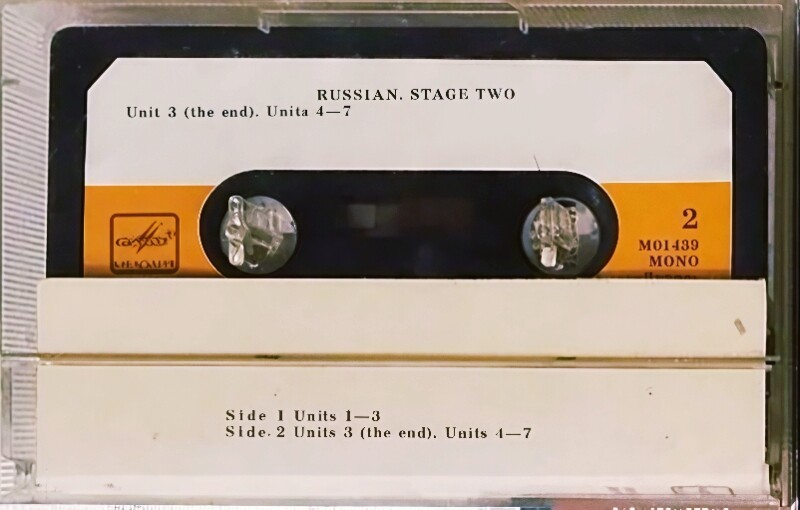 RUSSIAN. STAGE TWO
Unit 3 (the end). Unita 4—7
2
M01439
MONO
Side 1 Units 1—3
Side. 2 Units 3 (the end). Units 4—7